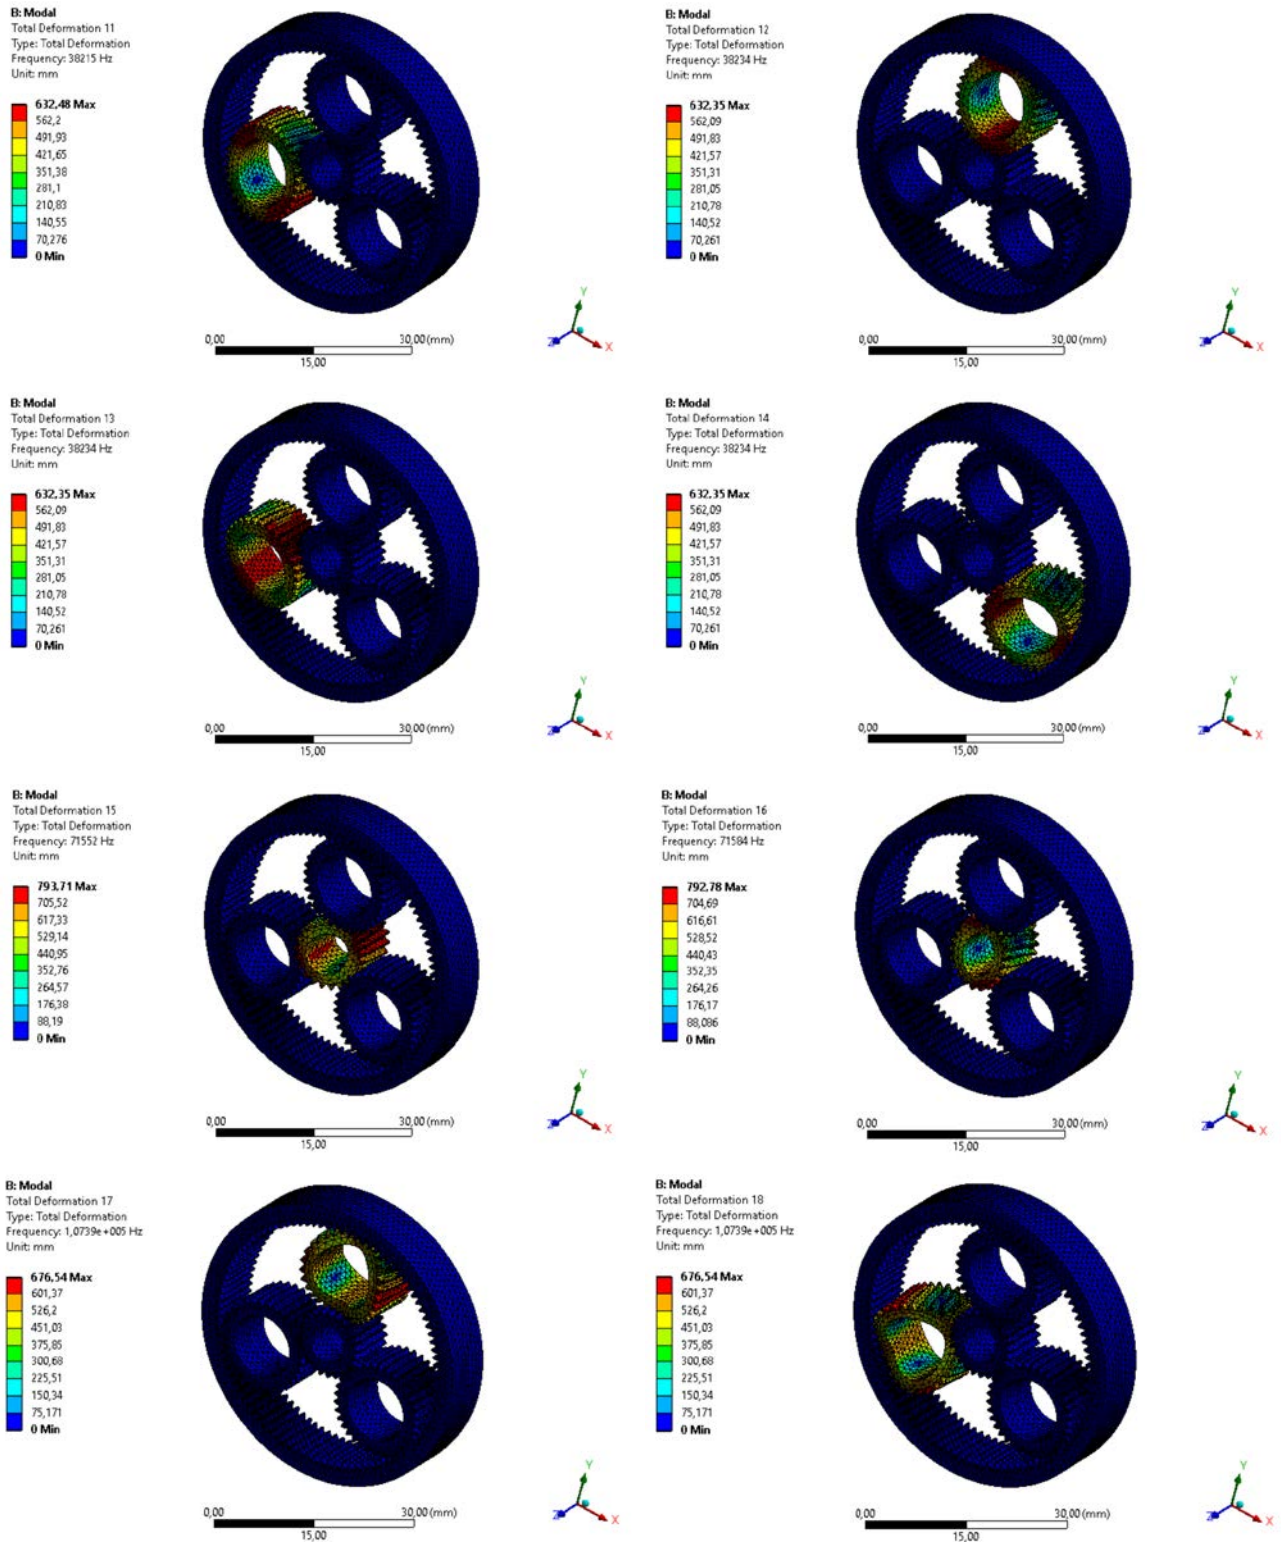 B: Modal
Total Deformation 11
Type: Total Deformation
Frequency: 38215 Hz
Unit: mm
632,48 Max
562,2
491,93
421,65
351,38
281,1
210,83
140,55
70,276
0 Min
0,00
30,00 (mm)
15,00
Y
Z
X
B: Modal
Total Deformation 12
Type: Total Deformation
Frequency: 38234 Hz
Unit: mm
632,35 Max
562,09
491,83
421,57
351,31
281,05
210,78
140,52
70,261
0 Min
0,00
30,00 (mm)
15,00
Y
Z
X
B: Modal
Total Deformation 13
Type: Total Deformation
Frequency: 38234 Hz
Unit: mm
632,35 Max
562,09
491,83
421,57
351,31
281,05
210,78
140,52
70,261
0 Min
0,00
30,00 (mm)
15,00
Y
Z
X
B: Modal
Total Deformation 14
Type: Total Deformation
Frequency: 38234 Hz
Unit: mm
632,35 Max
562,09
491,83
421,57
351,31
281,05
210,78
140,52
70,261
0 Min
0,00
30,00 (mm)
15,00
Y
Z
X
B: Modal
Total Deformation 15
Type: Total Deformation
Frequency: 71552 Hz
Unit: mm
793,71 Max
705,52
617,33
529,14
440,95
352,76
264,57
176,38
88,19
0 Min
0,00
30,00 (mm)
15,00
Y
Z
X
B: Modal
Total Deformation 16
Type: Total Deformation
Frequency: 71584 Hz
Unit: mm
792,78 Max
704,69
616,61
528,52
440,43
352,35
264,26
176,17
88,086
0 Min
0,00
30,00 (mm)
15,00
Y
Z
X
B: Modal
Total Deformation 17
Type: Total Deformation
Frequency: 1,0739e+005 Hz
Unit: mm
676,54 Max
601,37
526,2
451,03
375,85
300,68
225,51
150,34
75,171
0 Min
0,00
30,00 (mm)
15,00
Y
Z
X
B: Modal
Total Deformation 18
Type: Total Deformation
Frequency: 1,0739e+005 Hz
Unit: mm
676,54 Max
601,37
526,2
451,03
375,85
300,68
225,51
150,34
75,171
0 Min
0,00
30,00 (mm)
15,00
Y
Z
X